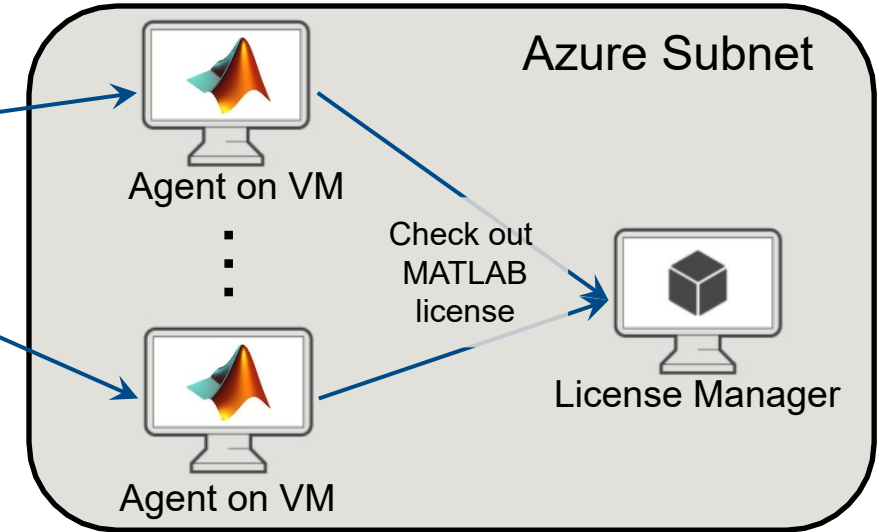 Azure Subnet
Agent on VM
Check out
MATLAB
license
License Manager
Agent on VM